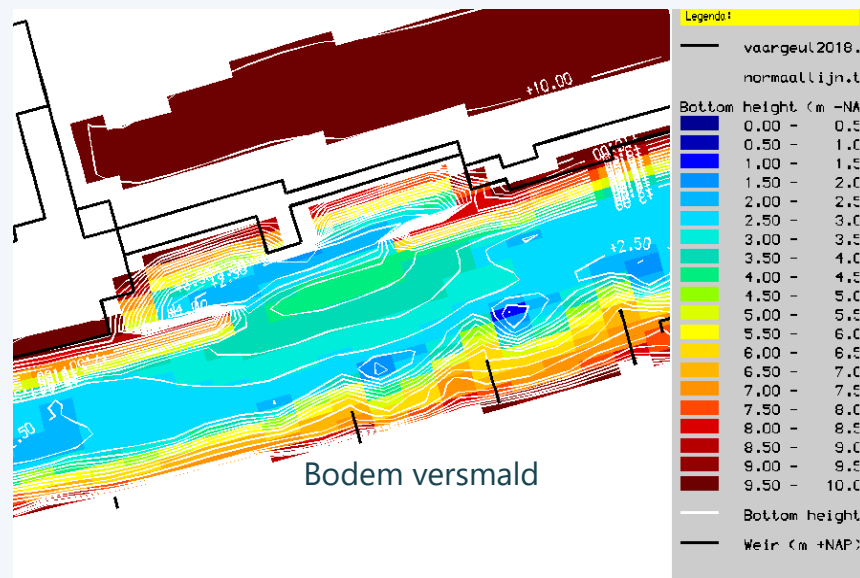 Legenda:
vaargeul2018.
normaallijn.t
Bottom height (m -NA
0.00 - 0.5
0.50 - 1.0
1.00 - 1.5
1.50 - 2.0
2.00 - 2.5
2.50 - 3.0
3.00 - 3.5
3.50 - 4.0
4.00 - 4.5
4.50 - 5.0
5.00 - 5.5
5.50 - 6.0
6.00 - 6.5
6.50 - 7.0
7.00 - 7.5
7.50 - 8.0
8.00 - 8.5
8.50 - 9.0
9.00 - 9.5
9.50 - 10.0
Bottom height
Weir (m +NAP)
+10.00
+2.50
Bodem versmald